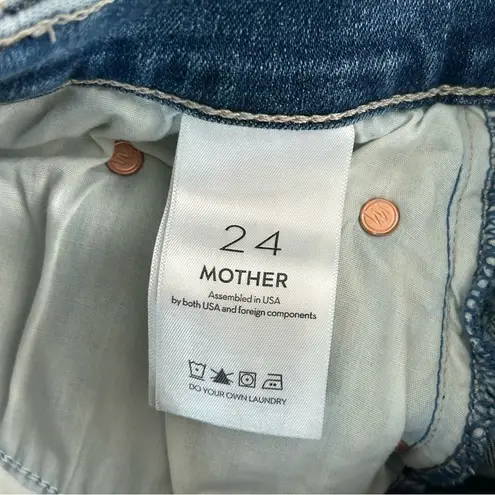 24
MOTHER
Assembled in USA
by both USA and foreign components
DO YOUR OWN LAUNDRY